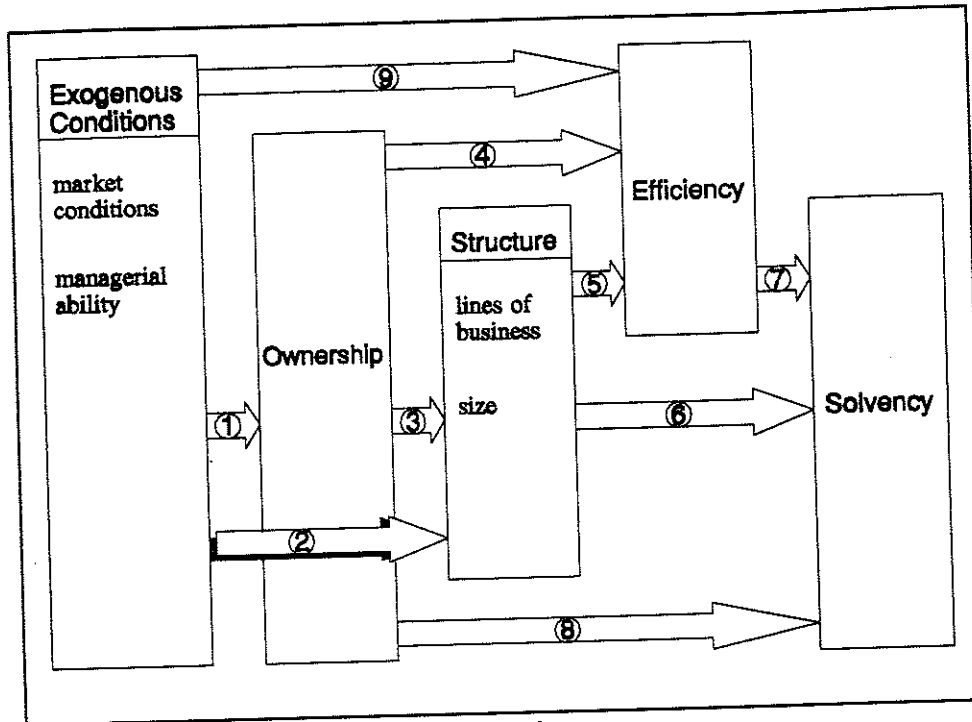 Exogenous
Conditions
market
conditions
managerial
ability
Ownership
Structure
lines of
business
size
Efficiency
Solvency
⑨
④
⑤
⑦
①
③
⑥
②
⑧